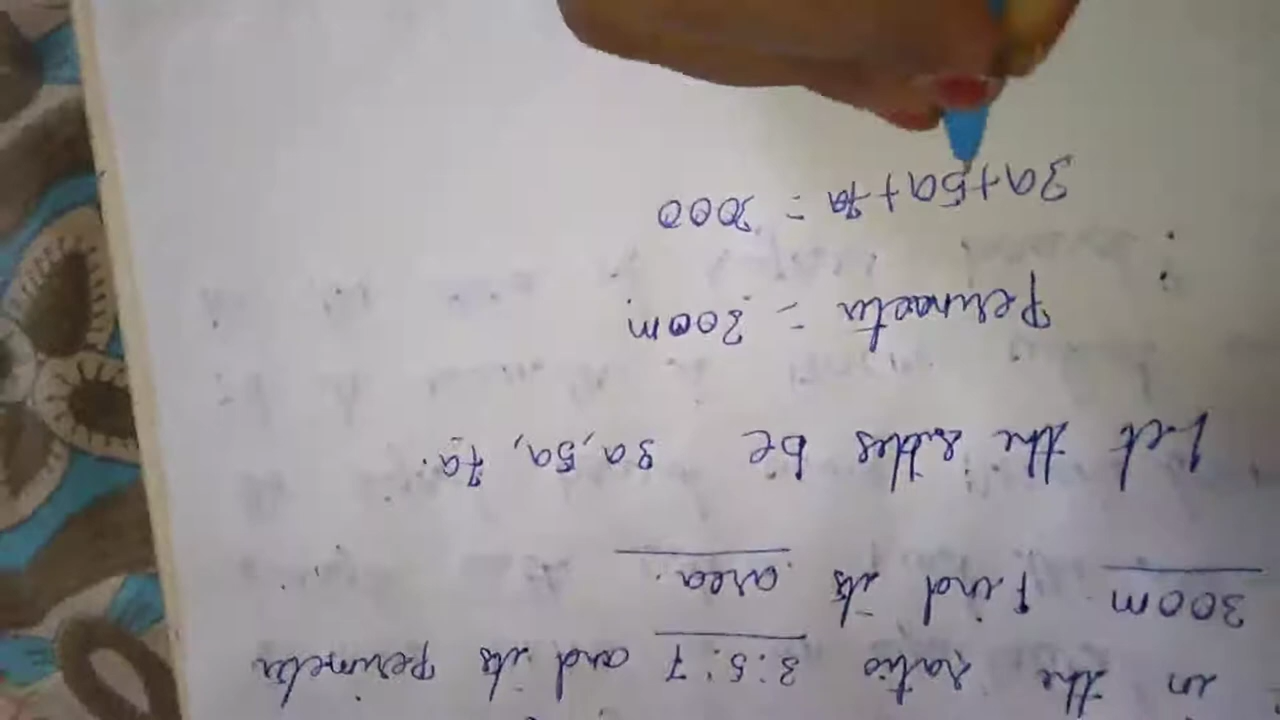 in the ratio 3:5:7 and its perimeter
300m Find its area.
Let the sides be 3a, 5a, 7a.
Perimeter = 300m
3a+5a+7a = 3000